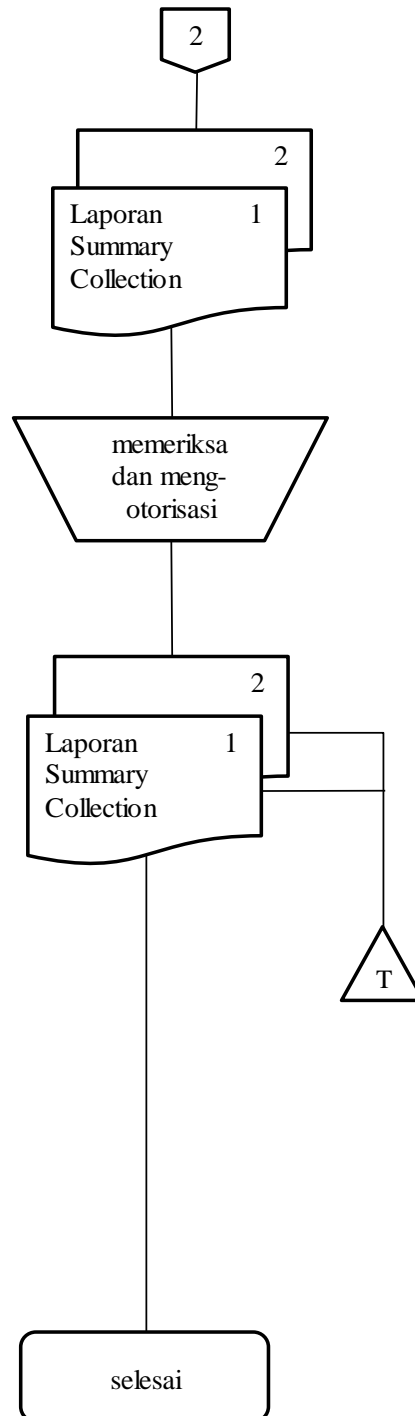 2
2
Laporan 1
Summary
Collection
memeriksa
dan meng-
otorisasi
2
Laporan 1
Summary
Collection
T
selesai